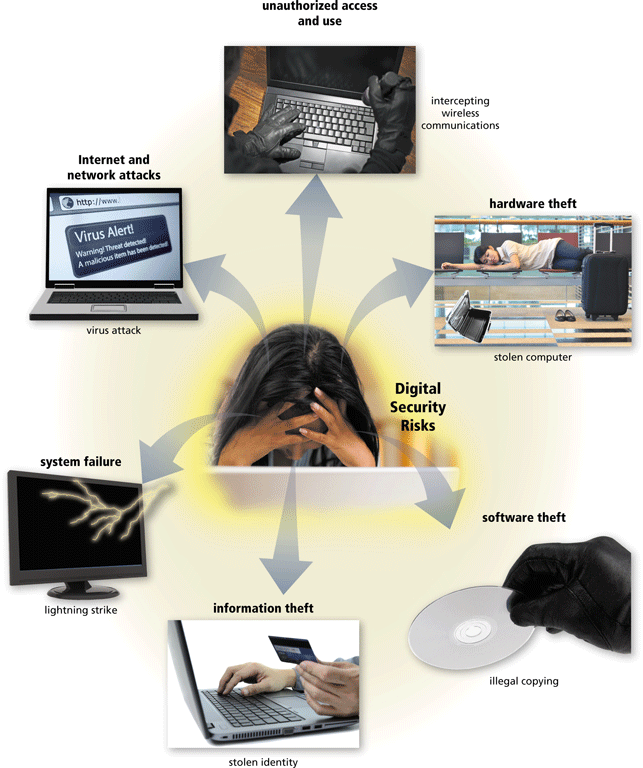 unauthorized access
and use
intercepting
wireless
communications
Internet and
network attacks
http://www.
Virus Alert!
Warning! Threat detected!
A malicious item has been detected!
virus attack
hardware theft
stolen computer
Digital
Security
Risks
system failure
lightning strike
software theft
illegal copying
information theft
stolen identity